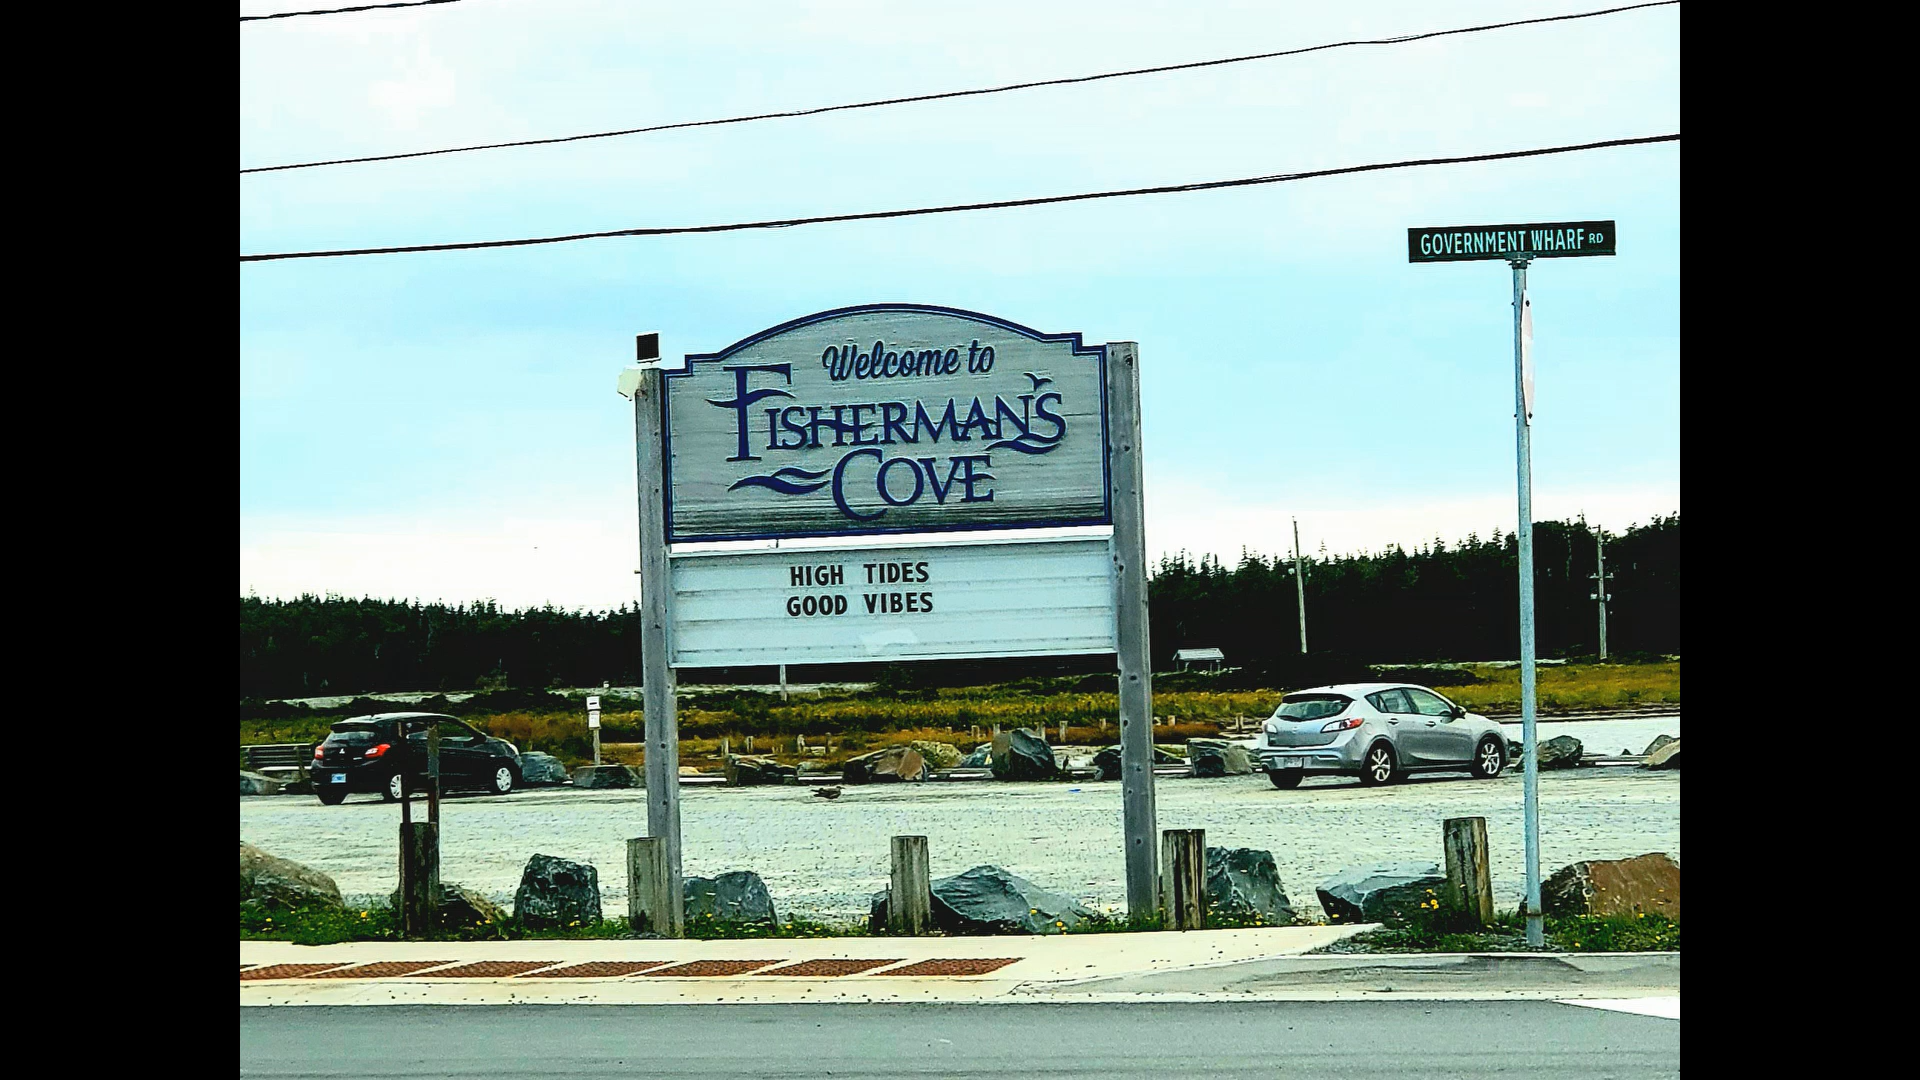 GOVERNMENT WHARF RD
Welcome to
FISHERMAN'S
COVE
HIGH TIDES
GOOD VIBES